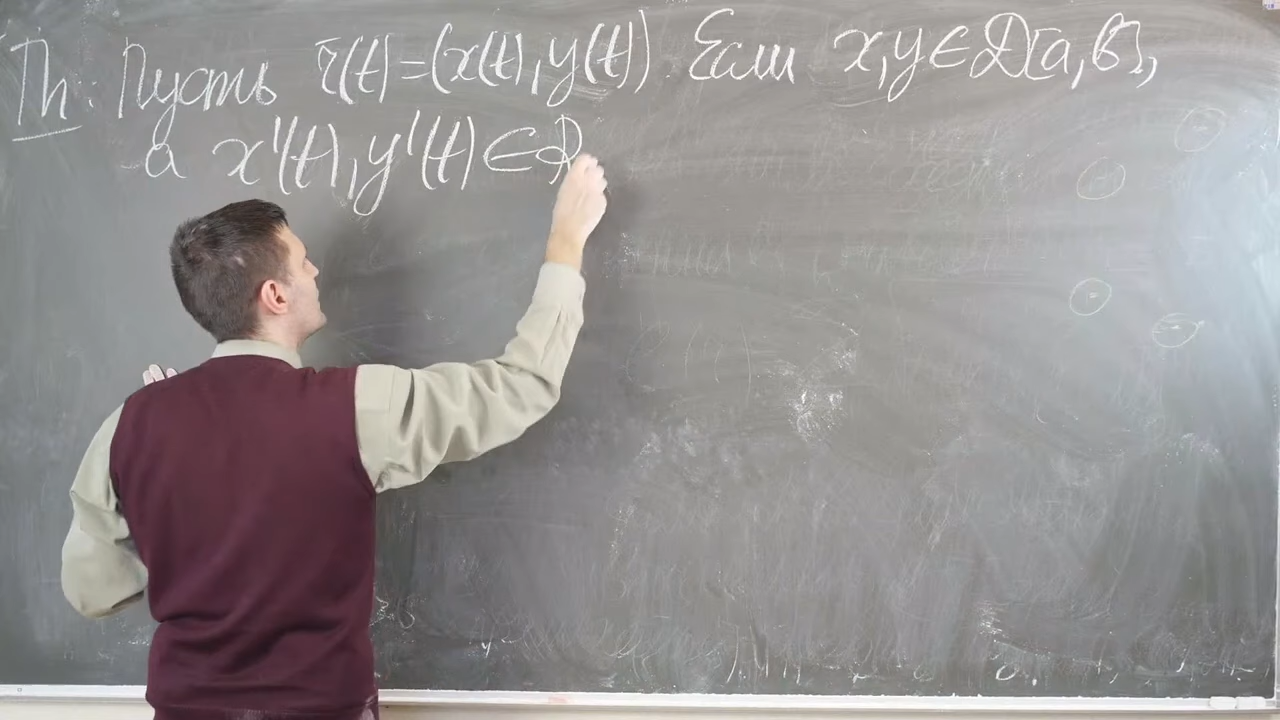 Th: Пусть r̄(t)=(x(t),y(t)). Если x,y∈D[a,b],
а x'(t),y'(t)∈R